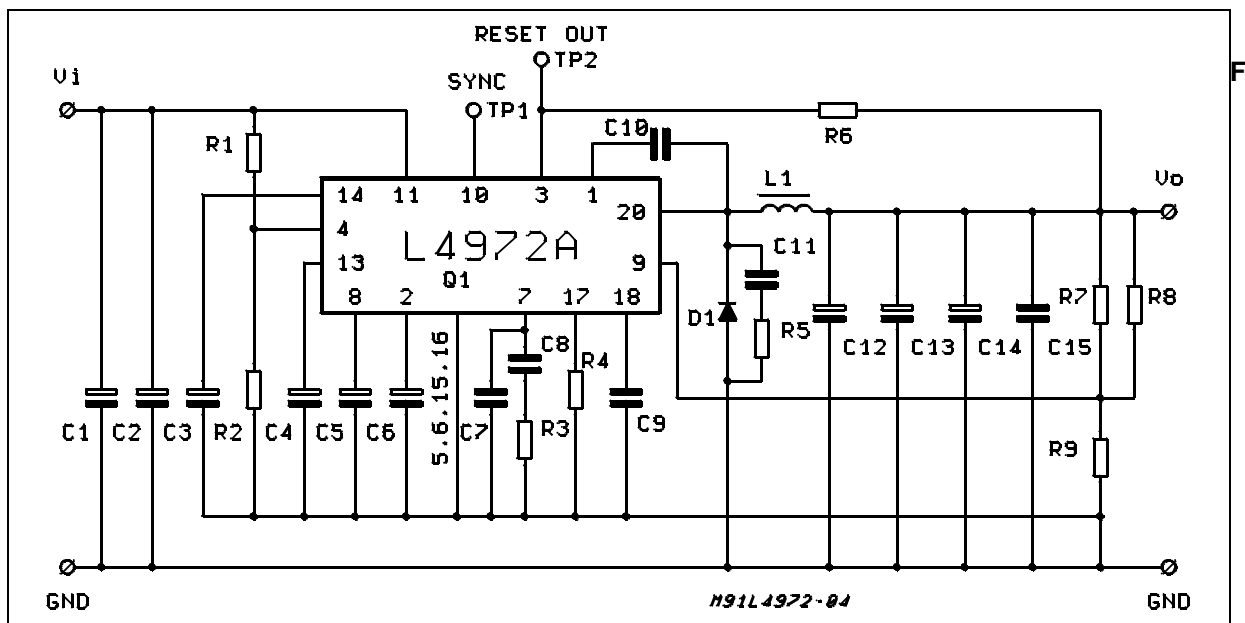 RESET OUT
TP2
F
Vi
SYNC
TP1
C10
R6
R1
L1
Vo
14 11 10 3 1
20
4
L4972A
C11
13
9
Q1
8 2 7 17 18
D1
R5
R7
R8
C8
R4
C12 C13 C14 C15
5.6.15.16
C1 C2 C3 R2 C4 C5 C6 C7
R3
C9
R9
GND
M91L4972-04
GND